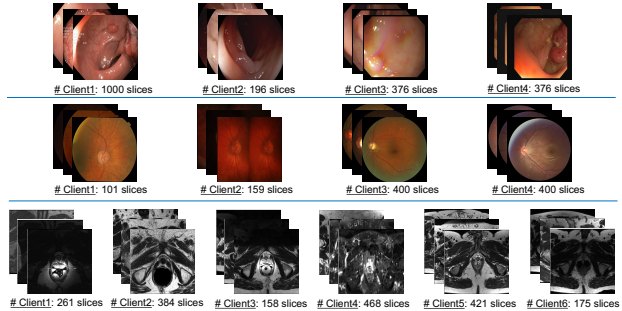 # Client1: 1000 slices
# Client2: 196 slices
# Client3: 376 slices
# Client4: 376 slices
# Client1: 101 slices
# Client2: 159 slices
# Client3: 400 slices
# Client4: 400 slices
# Client1: 261 slices
# Client2: 384 slices
# Client3: 158 slices
# Client4: 468 slices
# Client5: 421 slices
# Client6: 175 slices